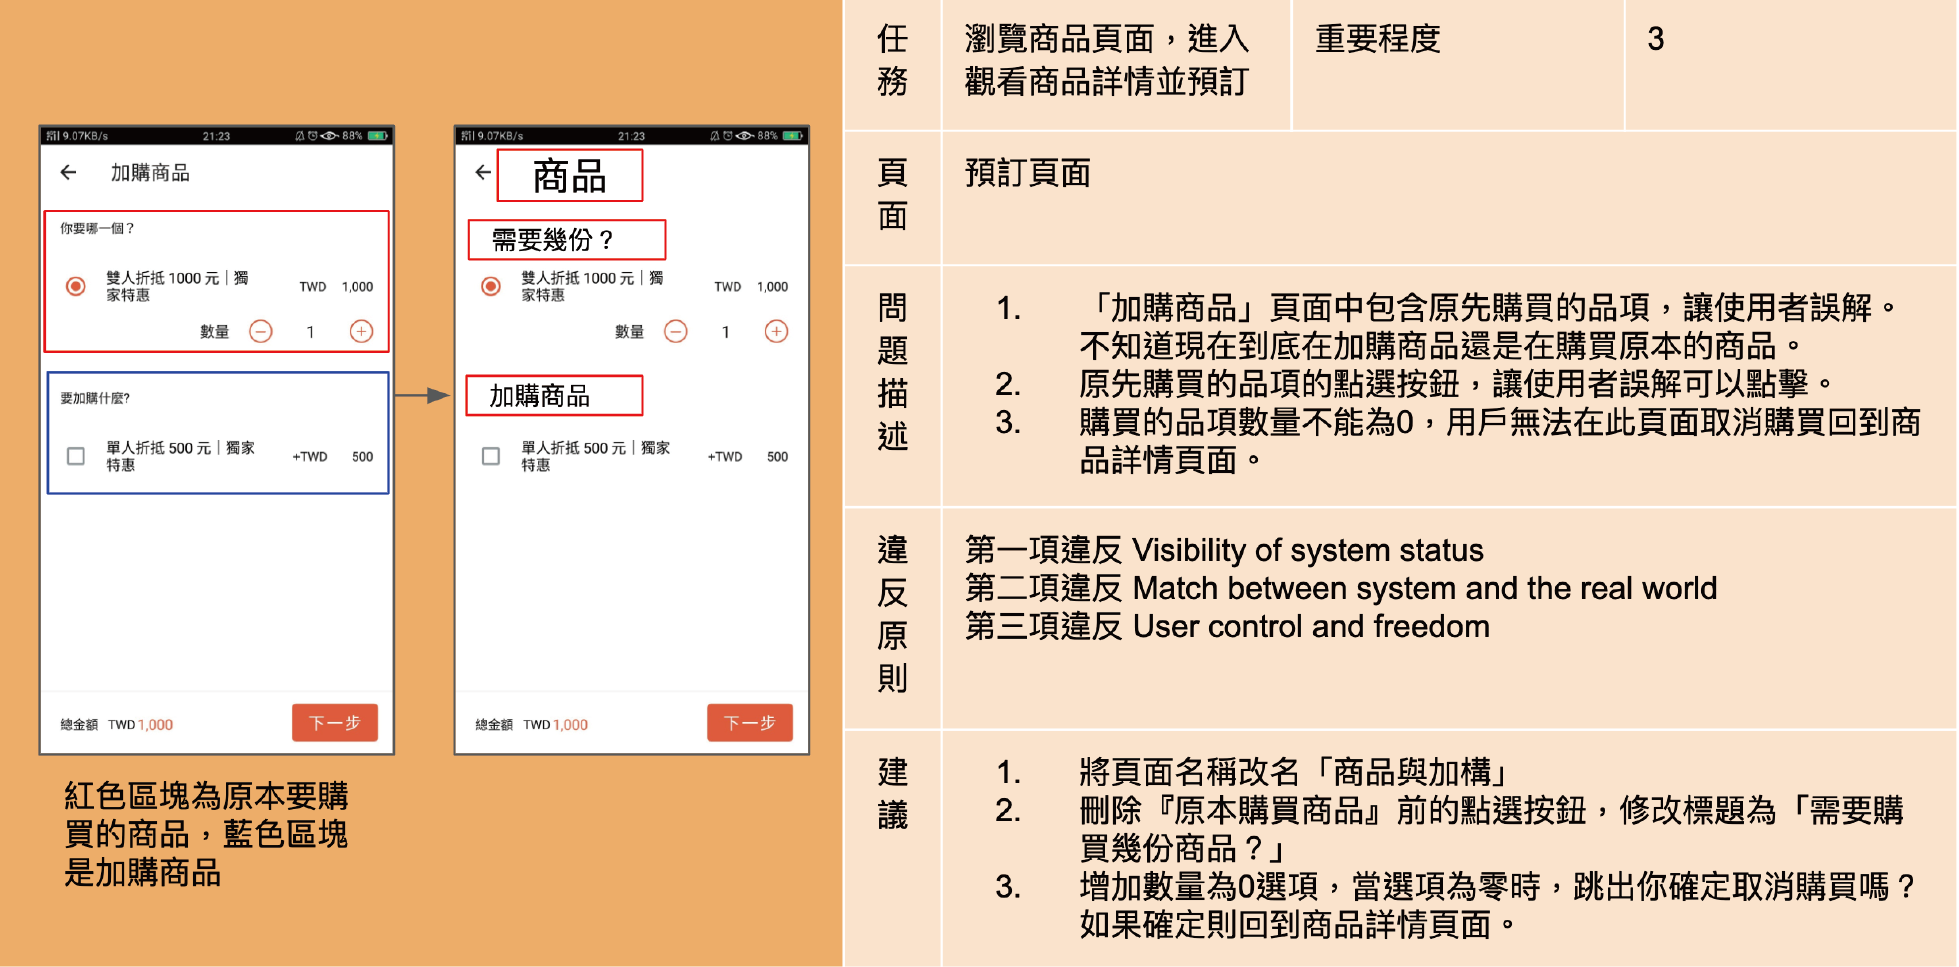 9.07KB/s 21:23 88%
加購商品
你要哪一個？
雙人折抵 1000 元｜獨
家特惠
TWD 1,000
數量 1
要加購什麼?
單人折抵 500 元｜獨家
特惠
+TWD 500
總金額 TWD 1,000
下一步
紅色區塊為原本要購
買的商品，藍色區塊
是加購商品
9.07KB/s 21:23 88%
商品
需要幾份？
雙人折抵 1000 元｜獨
家特惠
TWD 1,000
數量 1
加購商品
單人折抵 500 元｜獨家
特惠
+TWD 500
總金額 TWD 1,000
下一步
任務
瀏覽商品頁面，進入
觀看商品詳情並預訂
重要程度
3
頁面
預訂頁面
問題描述
1. 「加購商品」頁面中包含原先購買的品項，讓使用者誤解。
不知道現在到底在加購商品還是在購買原本的商品。
2. 原先購買的品項的點選按鈕，讓使用者誤解可以點擊。
3. 購買的品項數量不能為0，用戶無法在此頁面取消購買回到商
品詳情頁面。
違反原則
第一項違反 Visibility of system status
第二項違反 Match between system and the real world
第三項違反 User control and freedom
建議
1. 將頁面名稱改名「商品與加構」
2. 刪除『原本購買商品』前的點選按鈕，修改標題為「需要購
買幾份商品？」
3. 增加數量為0選項，當選項為零時，跳出你確定取消購買嗎？
如果確定則回到商品詳情頁面。